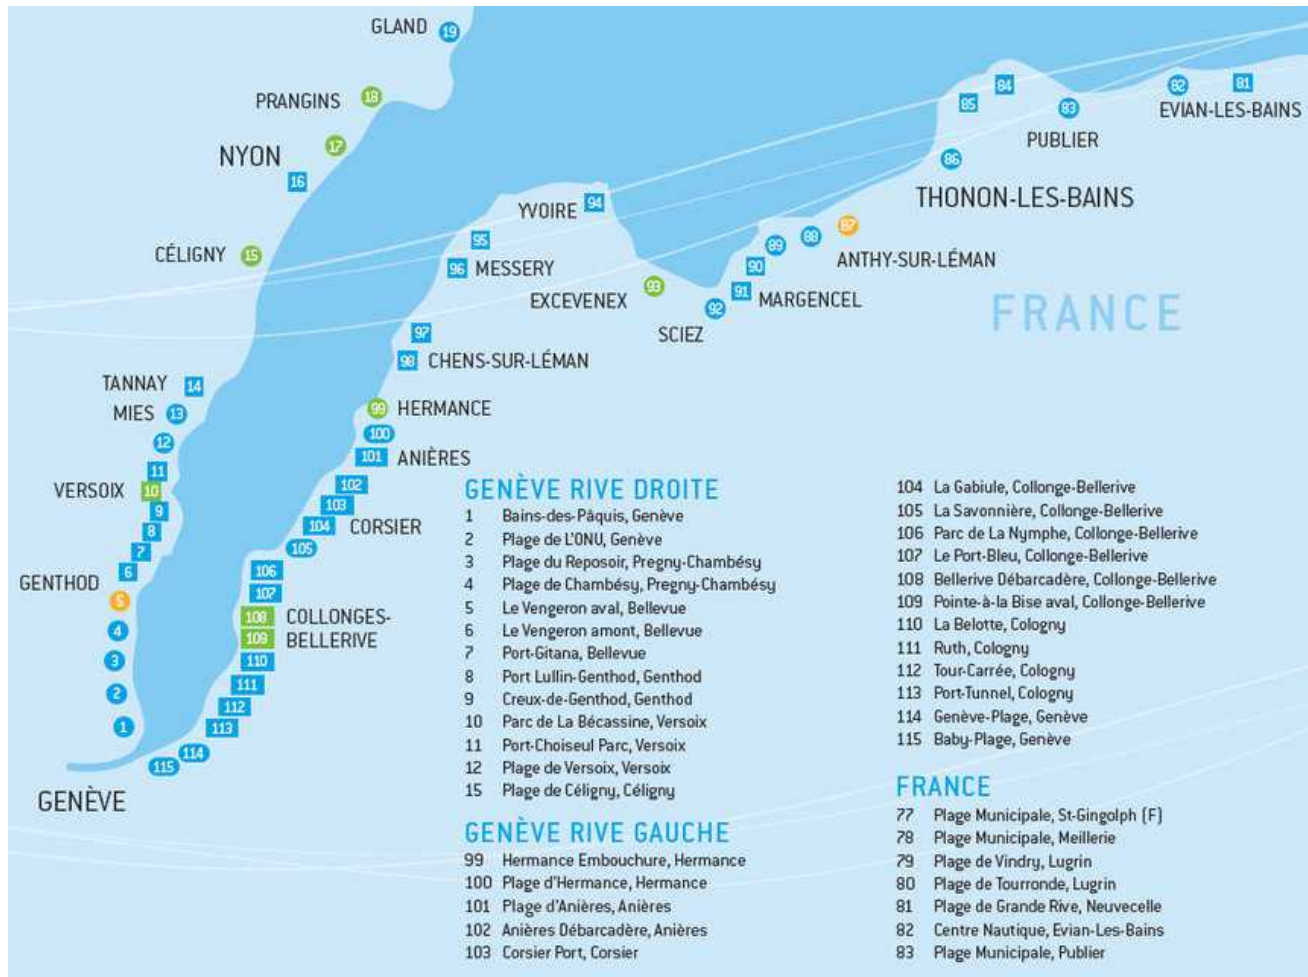 GLAND
19
PRANGINS
18
NYON
17
16
CÉLIGNY
15
TANNAY
14
MIES
13
12
11
VERSOIX
10
9
8
7
GENTHOD
6
5
4
3
2
1
GENÈVE
115
114
113
112
111
110
109
108
COLLONGES-
BELLERIVE
107
106
105
104
CORSIER
103
102
101
ANIÈRES
100
99
HERMANCE
98
CHENS-SUR-LÉMAN
97
96
MESSERY
95
YVOIRE
94
EXCEVENEX
93
SCIEZ
92
91
MARGENCEL
90
89
88
87
ANTHY-SUR-LÉMAN
86
THONON-LES-BAINS
85
84
83
PUBLIER
82
81
EVIAN-LES-BAINS
FRANCE
GENÈVE RIVE DROITE
1 Bains-des-Pâquis, Genève
2 Plage de L'ONU, Genève
3 Plage du Reposoir, Pregny-Chambésy
4 Plage de Chambésy, Pregny-Chambésy
5 Le Vengeron aval, Bellevue
6 Le Vengeron amont, Bellevue
7 Port-Gitana, Bellevue
8 Port Lullin-Genthod, Genthod
9 Creux-de-Genthod, Genthod
10 Parc de La Bécassine, Versoix
11 Port-Choiseul Parc, Versoix
12 Plage de Versoix, Versoix
15 Plage de Céligny, Céligny
GENÈVE RIVE GAUCHE
99 Hermance Embouchure, Hermance
100 Plage d'Hermance, Hermance
101 Plage d'Anières, Anières
102 Anières Débarcadère, Anières
103 Corsier Port, Corsier
104 La Gabiule, Collonge-Bellerive
105 La Savonnière, Collonge-Bellerive
106 Parc de La Nymphe, Collonge-Bellerive
107 Le Port-Bleu, Collonge-Bellerive
108 Bellerive Débarcadère, Collonge-Bellerive
109 Pointe-à-la Bise aval, Collonge-Bellerive
110 La Belotte, Cologny
111 Ruth, Cologny
112 Tour-Carrée, Cologny
113 Port-Tunnel, Cologny
114 Genève-Plage, Genève
115 Baby-Plage, Genève
FRANCE
77 Plage Municipale, St-Gingolph (F)
78 Plage Municipale, Meillerie
79 Plage de Vindry, Lugrin
80 Plage de Tourronde, Lugrin
81 Plage de Grande Rive, Neuvecelle
82 Centre Nautique, Evian-Les-Bains
83 Plage Municipale, Publier